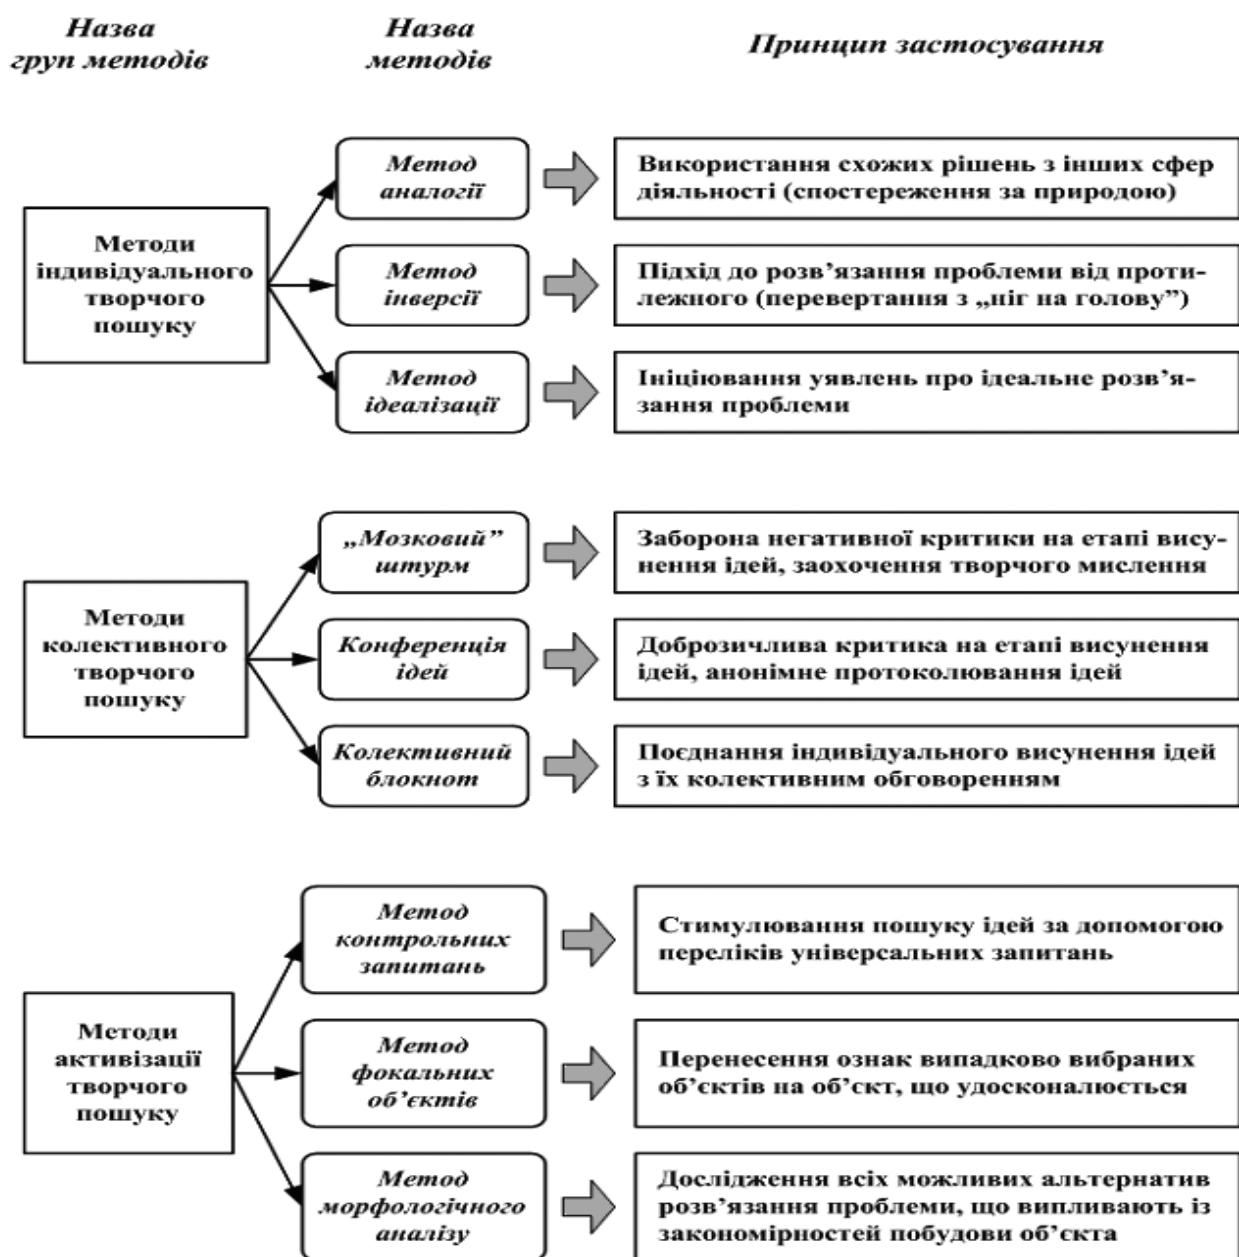 Назва
груп методів
Назва
методів
Принцип застосування
Методи
індивідуального
творчого
пошуку
Метод
аналогії
Використання схожих рішень з інших сфер
діяльності (спостереження за природою)
Метод
інверсії
Підхід до розв’язання проблеми від проти-
лежного (перевертання з „ніг на голову”)
Метод
ідеалізації
Ініціювання уявлень про ідеальне розв’я-
зання проблеми
Методи
колективного
творчого
пошуку
„Мозковий”
штурм
Заборона негативної критики на етапі вису-
нення ідей, заохочення творчого мислення
Конференція
ідей
Доброзичлива критика на етапі висунення
ідей, анонімне протоколювання ідей
Колективний
блокнот
Поєднання індивідуального висунення ідей
з їх колективним обговоренням
Методи
активізації
творчого
пошуку
Метод
контрольних
запитань
Стимулювання пошуку ідей за допомогою
переліків універсальних запитань
Метод
фокальних
об’єктів
Перенесення ознак випадково вибраних
об’єктів на об’єкт, що удосконалюється
Метод
морфологічного
аналізу
Дослідження всіх можливих альтернатив
розв’язання проблеми, що випливають із
закономірностей побудови об’єкта